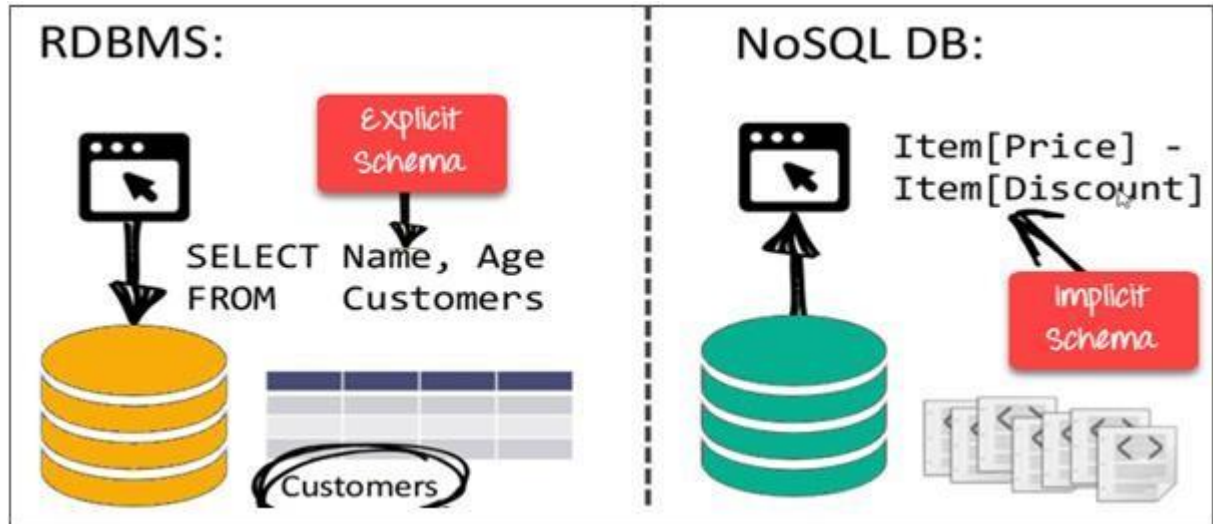 RDBMS:
Explicit
Schema
SELECT Name, Age
FROM Customers
Customers
NoSQL DB:
Item[Price] -
Item[Discount]
Implicit
Schema